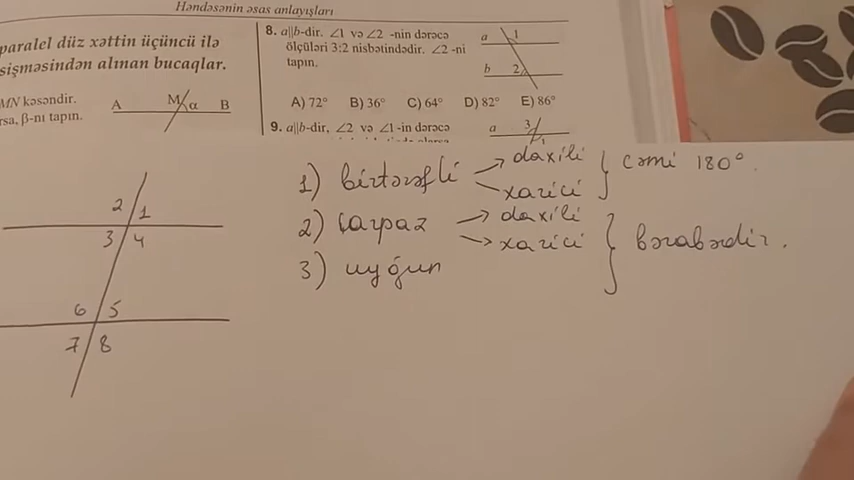 Həndəsənin əsas anlayışları
paralel düz xəttin üçüncü ilə
sişməsindən alınan bucaqlar.
MN kəsəndir.
rsa, β-nı tapın.
A M α B
8. a||b-dir. ∠1 və ∠2 -nin dərəcə
ölçüləri 3:2 nisbətindədir. ∠2 -ni
tapın.
a 1
b 2
A) 72° B) 36° C) 64° D) 82° E) 86°
9. a||b-dir, ∠2 və ∠1-in dərəcə
a 3
1
1) birtərəfli → daxili
→ xarici } cəmi 180°.
2) çarpaz → daxili
→ xarici
3) uyğun } bərabərdir.
2 1
3 4
6 5
7 8